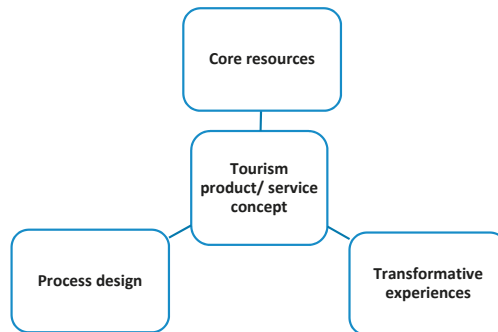 Core resources
Tourism
product/ service
concept
Process design
Transformative
experiences